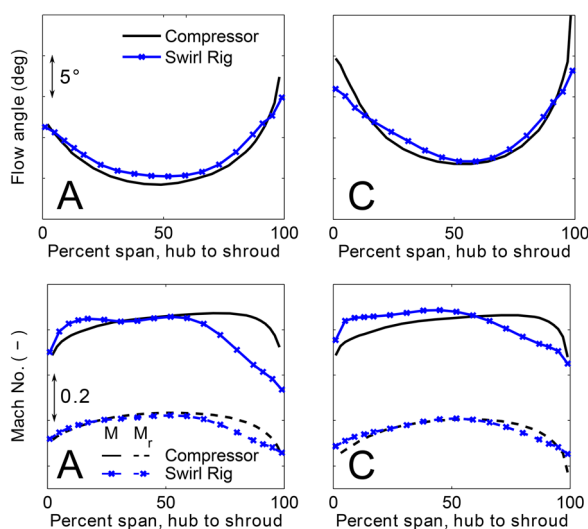 Compressor
Swirl Rig
5°
Flow angle (deg)
A
0 50 100
Percent span, hub to shroud
C
0 50 100
Percent span, hub to shroud
Mach No. ( − )
0.2
M Mr
Compressor
Swirl Rig
A
0 50 100
Percent span, hub to shroud
C
0 50 100
Percent span, hub to shroud